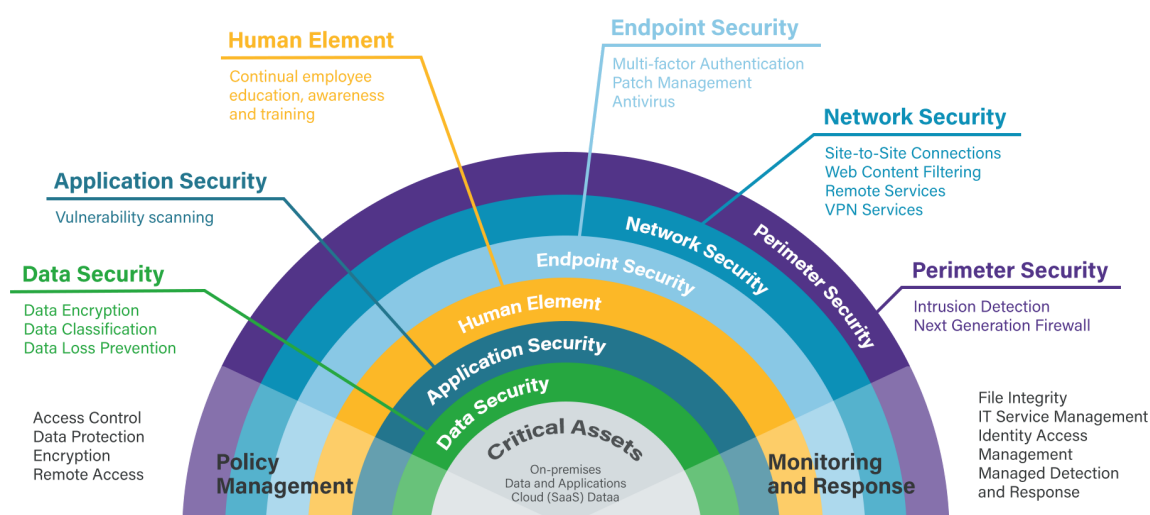 Human Element
Continual employee
education, awareness
and training
Endpoint Security
Multi-factor Authentication
Patch Management
Antivirus
Network Security
Site-to-Site Connections
Web Content Filtering
Remote Services
VPN Services
Application Security
Vulnerability scanning
Data Security
Data Encryption
Data Classification
Data Loss Prevention
Perimeter Security
Intrusion Detection
Next Generation Firewall
Perimeter Security
Network Security
Endpoint Security
Human Element
Application Security
Data Security
Critical Assets
On-premises
Data and Applications
Cloud (SaaS) Dataa
Access Control
Data Protection
Encryption
Remote Access
Policy
Management
Monitoring
and Response
File Integrity
IT Service Management
Identity Access
Management
Managed Detection
and Response